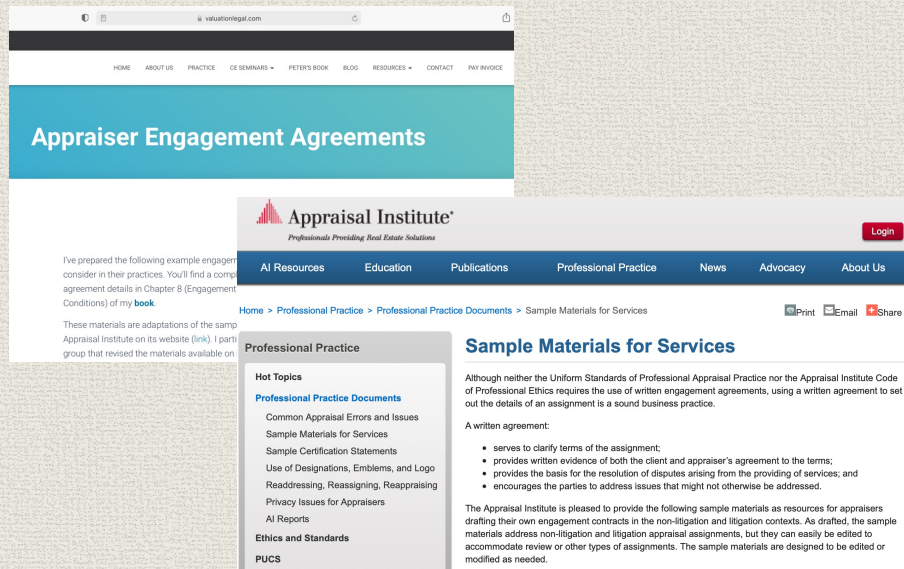 valuationlegal.com
HOME ABOUT US PRACTICE CE SEMINARS PETER'S BOOK BLOG RESOURCES CONTACT PAY INVOICE
Appraiser Engagement Agreements
I've prepared the following example engagem
consider in their practices. You'll find a compl
agreement details in Chapter 8 (Engagement
Conditions) of my book.
These materials are adaptations of the samp
Appraisal Institute on its website (link). I parti
group that revised the materials available on
Appraisal Institute
Professionals Providing Real Estate Solutions
Login
AI Resources Education Publications Professional Practice News Advocacy About Us
Home > Professional Practice > Professional Practice Documents > Sample Materials for Services
Print Email Share
Professional Practice
Hot Topics
Professional Practice Documents
Common Appraisal Errors and Issues
Sample Materials for Services
Sample Certification Statements
Use of Designations, Emblems, and Logo
Readdressing, Reassigning, Reappraising
Privacy Issues for Appraisers
AI Reports
Ethics and Standards
PUCS
Sample Materials for Services
Although neither the Uniform Standards of Professional Appraisal Practice nor the Appraisal Institute Code
of Professional Ethics requires the use of written engagement agreements, using a written agreement to set
out the details of an assignment is a sound business practice.
A written agreement:
• serves to clarify terms of the assignment;
• provides written evidence of both the client and appraiser's agreement to the terms;
• provides the basis for the resolution of disputes arising from the providing of services; and
• encourages the parties to address issues that might not otherwise be addressed.
The Appraisal Institute is pleased to provide the following sample materials as resources for appraisers
drafting their own engagement contracts in the non-litigation and litigation contexts. As drafted, the sample
materials address non-litigation and litigation appraisal assignments, but they can easily be edited to
accommodate review or other types of assignments. The sample materials are designed to be edited or
modified as needed.